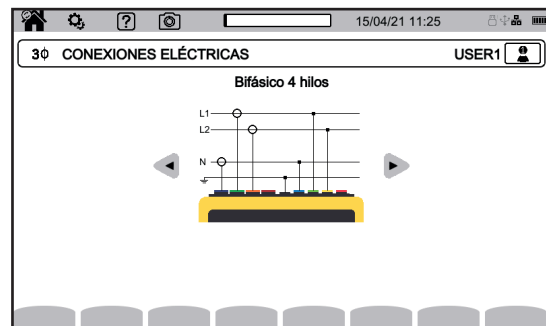 15/04/21 11:25
3φ CONEXIONES ELÉCTRICAS USER1
Bifásico 4 hilos
L1
L2
N